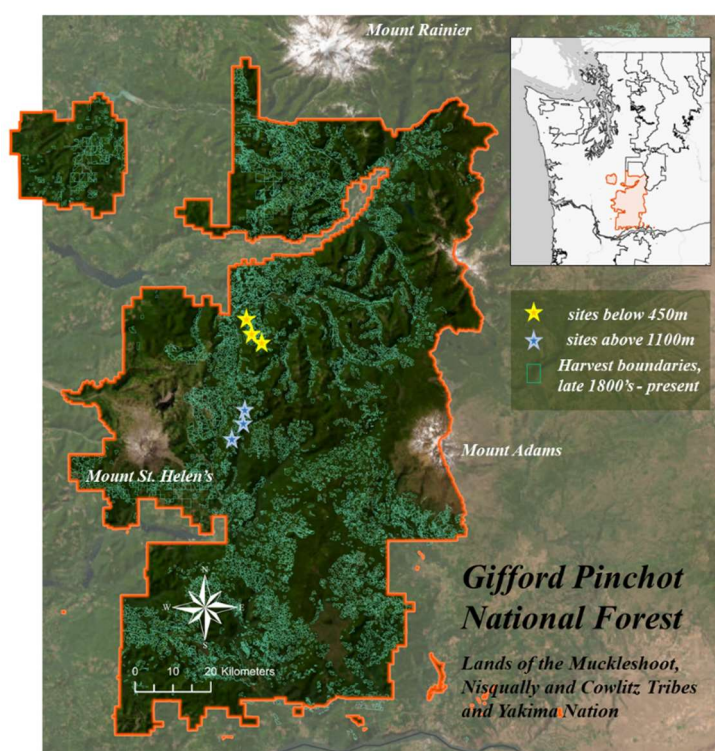 Mount Rainier
sites below 450m
sites above 1100m
Harvest boundaries,
late 1800's - present
Mount Adams
Mount St. Helen's
Gifford Pinchot
National Forest
N
W E
S
0 10 20 Kilometers
Lands of the Muckleshoot,
Nisqually and Cowlitz Tribes
and Yakima Nation